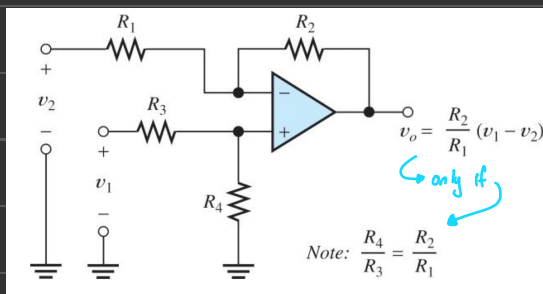 R1 R2
+
v2
−
R3
+
v1
−
R4
−
+
vo = R2/R1 (v1 − v2)
only if
Note: R4/R3 = R2/R1